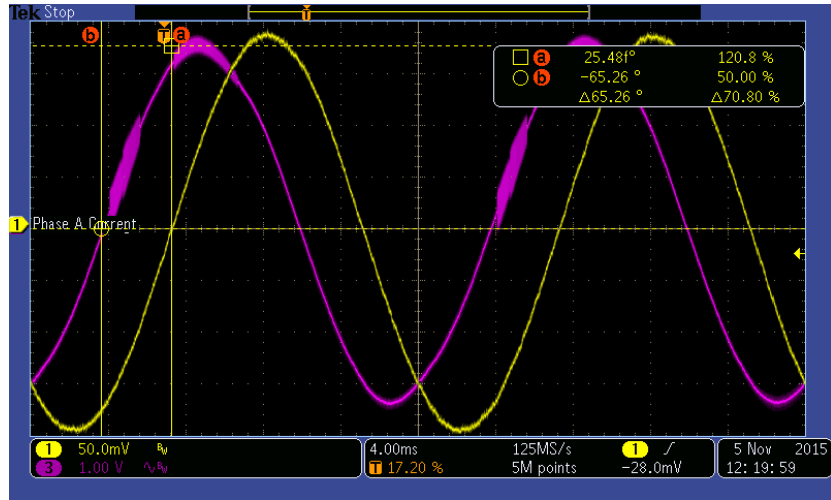 Tek Stop
T
b T a
a 25.48f° 120.8 %
b -65.26 ° 50.00 %
△65.26 ° △70.80 %
1 Phase A Current
1 50.0mV BW
3 1.00 V ∿BW
4.00ms 125MS/s 1 ∫ 5 Nov 2015
T 17.20 % 5M points -28.0mV 12:19:59